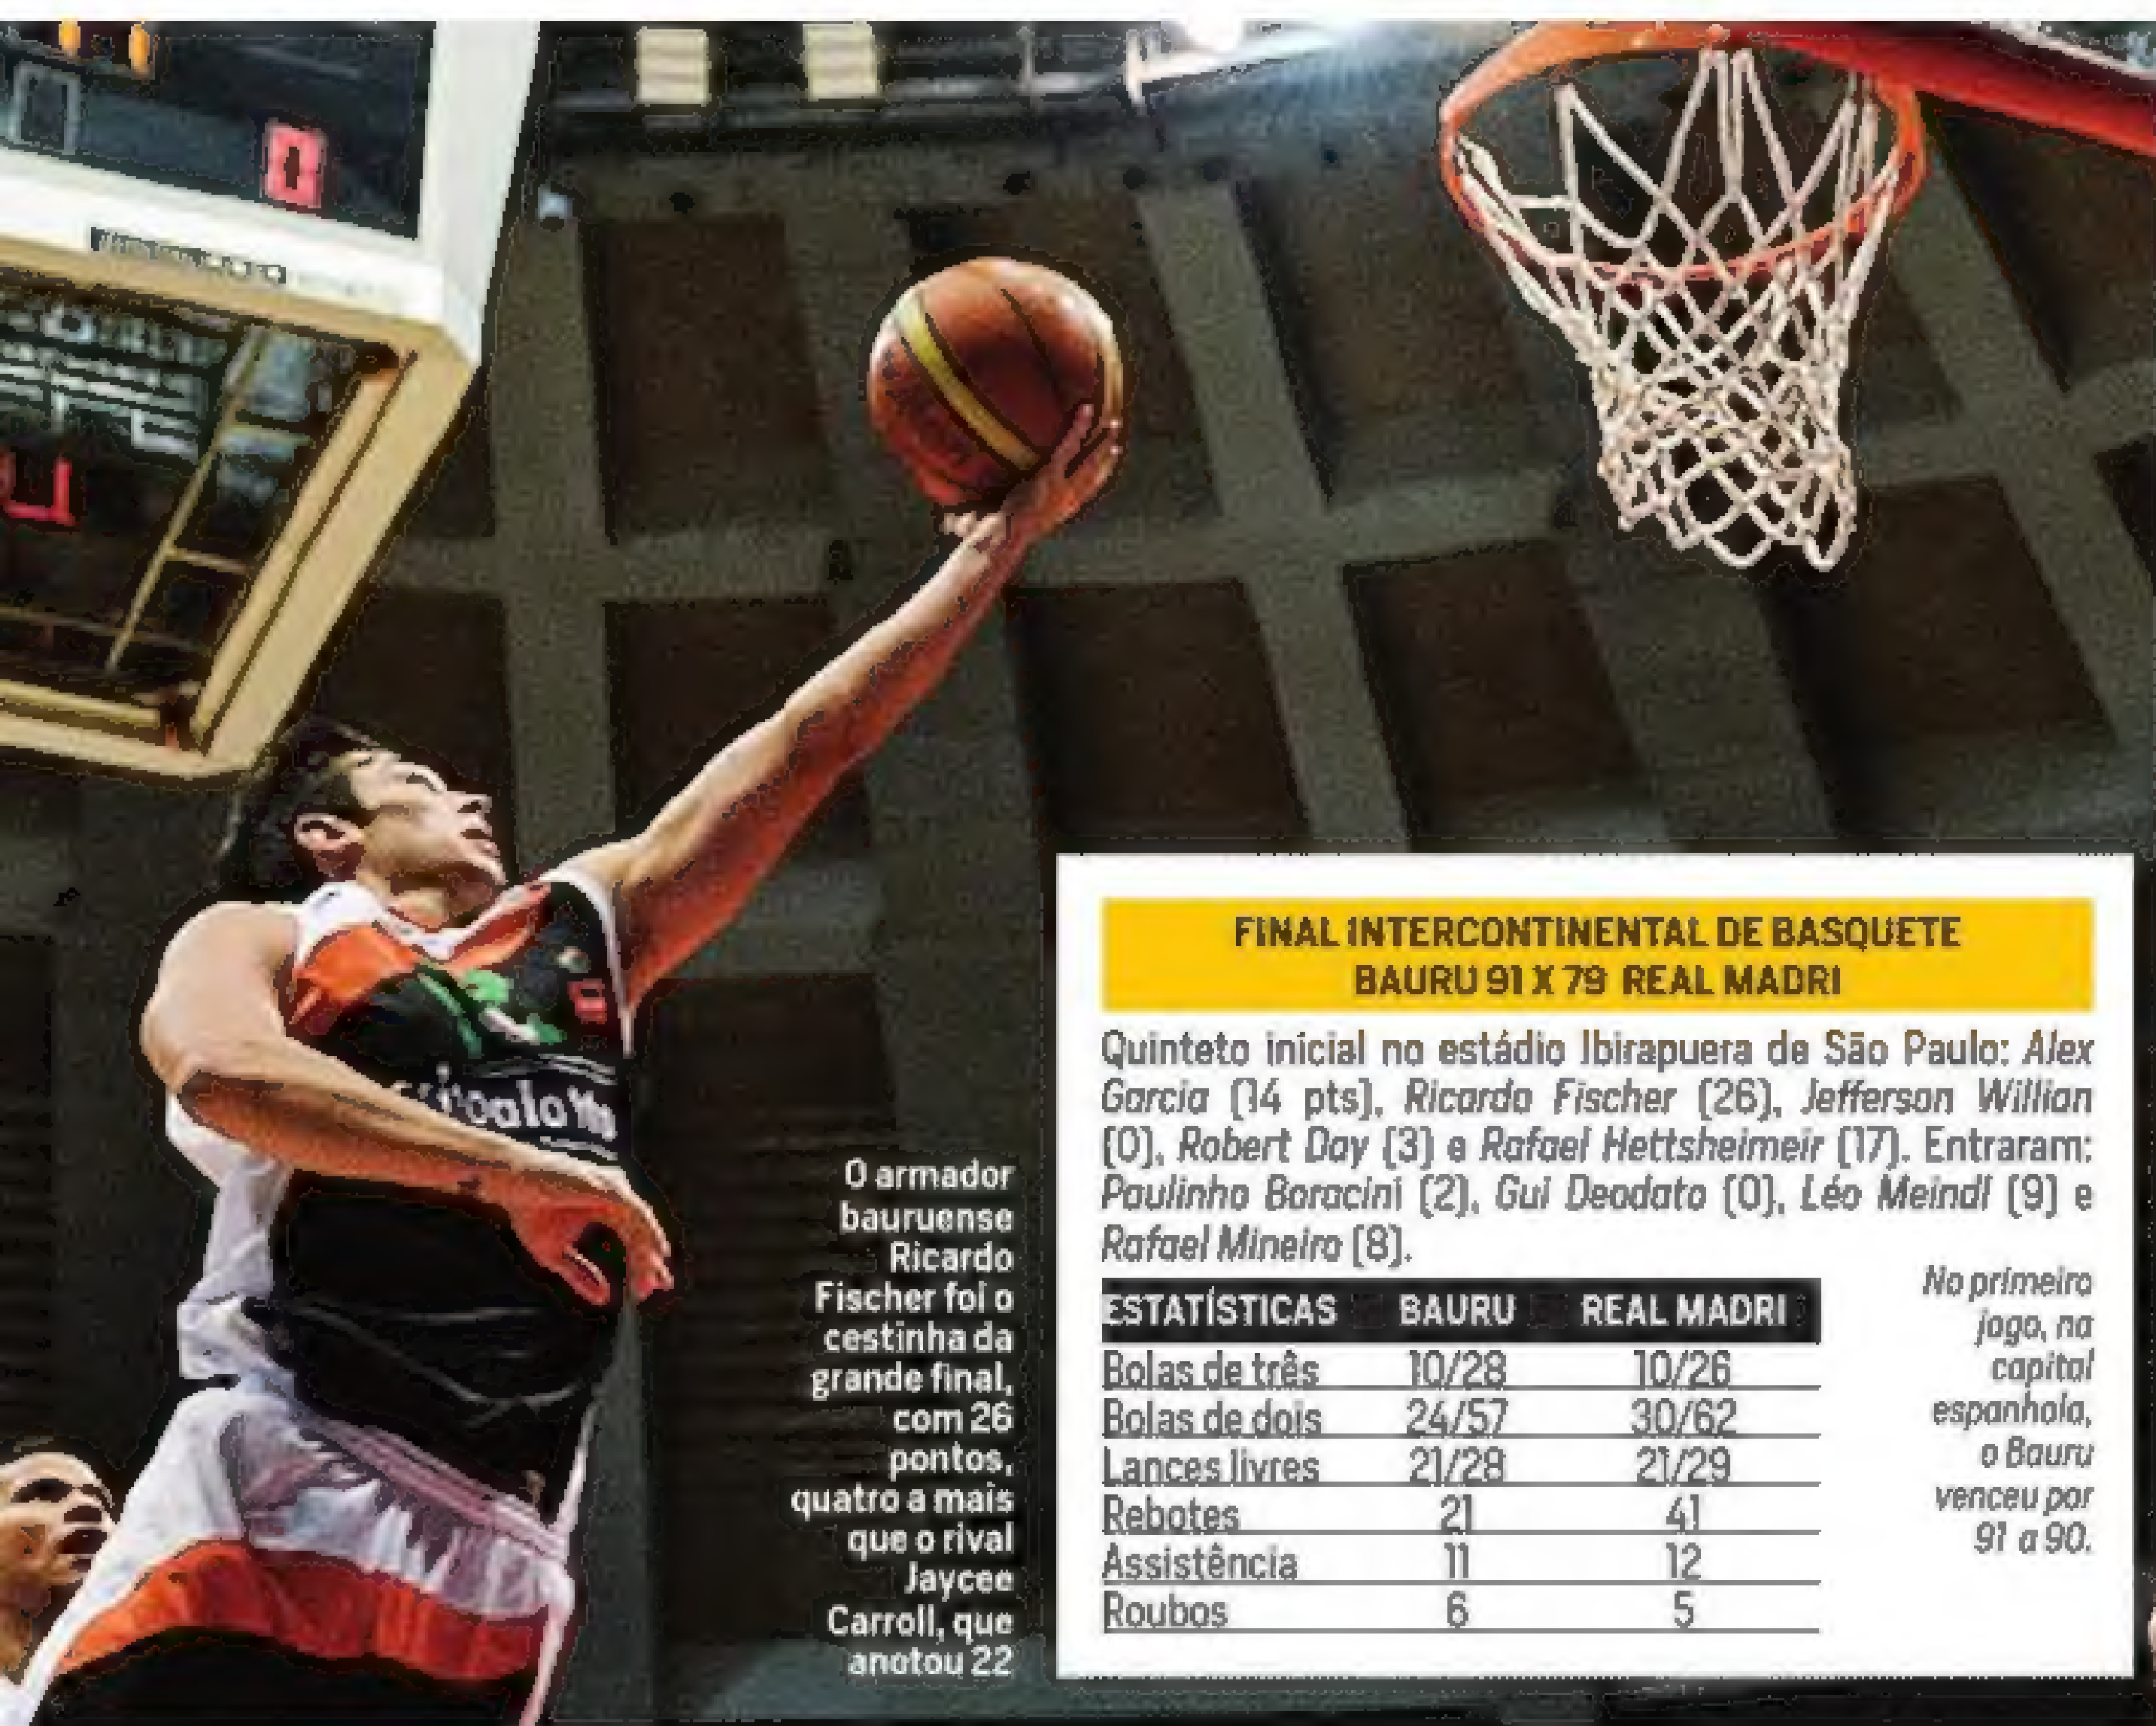 O armador
bauruense
Ricardo
Fischer foi o
cestinha da
grande final,
com 26
pontos,
quatro a mais
que o rival
Jaycee
Carroll, que
anotou 22
FINAL INTERCONTINENTAL DE BASQUETE
BAURU 91 X 79 REAL MADRI
Quinteto inicial no estádio Ibirapuera de São Paulo: Alex
Garcia (14 pts), Ricardo Fischer (26), Jefferson Willian
(0), Robert Day (3) e Rafael Hettsheimeir (17). Entraram:
Paulinho Boracini (2), Gui Deodato (0), Léo Meindl (9) e
Rafael Mineiro (8).
ESTATÍSTICAS BAURU REAL MADRI
Bolas de três 10/28 10/26
Bolas de dois 24/57 30/62
Lances livres 21/28 21/29
Rebotes 21 41
Assistência 11 12
Roubos 6 5
No primeiro
jogo, na
capital
espanhola,
o Bauru
venceu por
91 a 90.